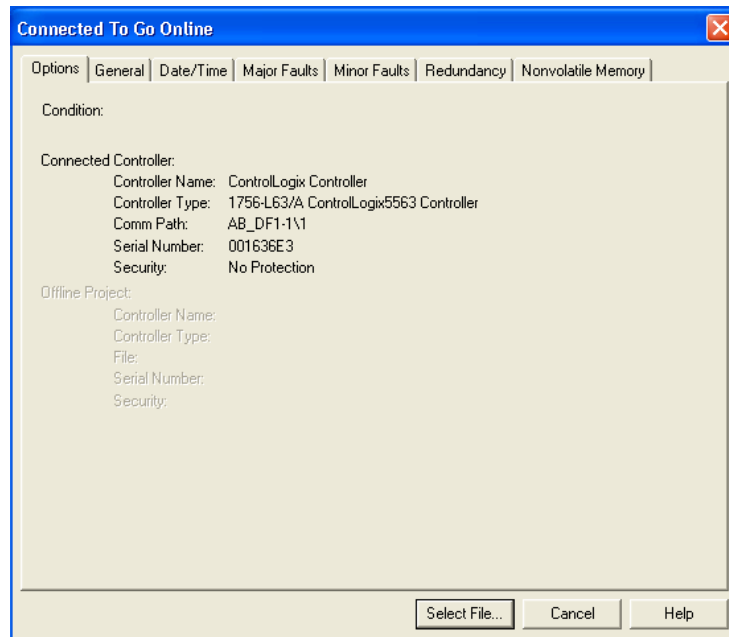 Connected To Go Online
Options General Date/Time Major Faults Minor Faults Redundancy Nonvolatile Memory
Condition:
Connected Controller:
Controller Name: ControlLogix Controller
Controller Type: 1756-L63/A ControlLogix5563 Controller
Comm Path: AB_DF1-1\1
Serial Number: 001636E3
Security: No Protection
Offline Project:
Controller Name:
Controller Type:
File:
Serial Number:
Security:
Select File... Cancel Help